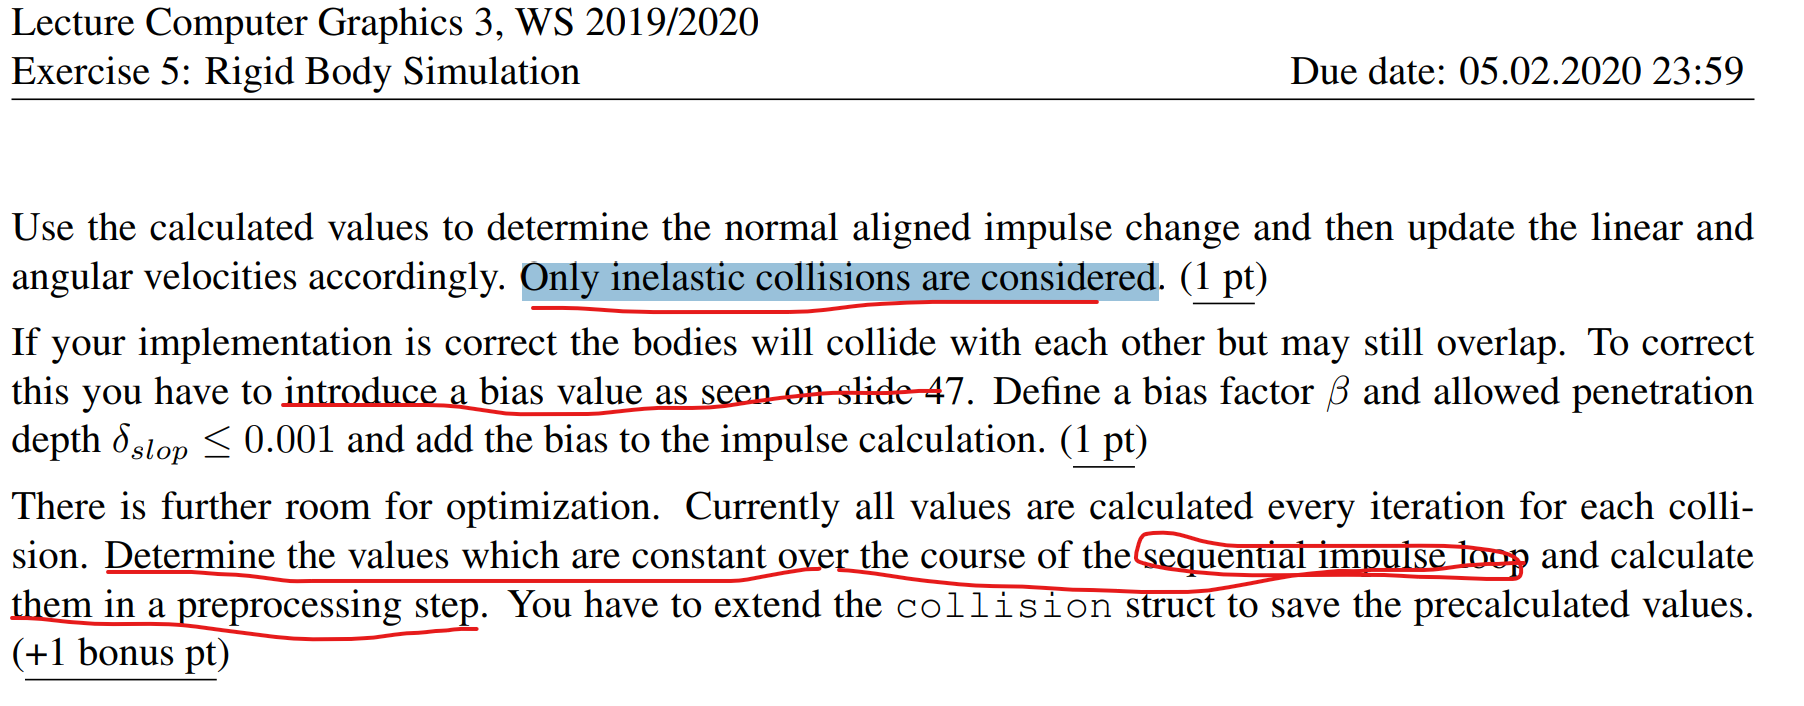 Lecture Computer Graphics 3, WS 2019/2020
Exercise 5: Rigid Body Simulation Due date: 05.02.2020 23:59
Use the calculated values to determine the normal aligned impulse change and then update the linear and
angular velocities accordingly. Only inelastic collisions are considered. (1 pt)
If your implementation is correct the bodies will collide with each other but may still overlap. To correct
this you have to introduce a bias value as seen on slide 47. Define a bias factor β and allowed penetration
depth δ_slop ≤ 0.001 and add the bias to the impulse calculation. (1 pt)
There is further room for optimization. Currently all values are calculated every iteration for each colli-
sion. Determine the values which are constant over the course of the sequential impulse loop and calculate
them in a preprocessing step. You have to extend the collision struct to save the precalculated values.
(+1 bonus pt)